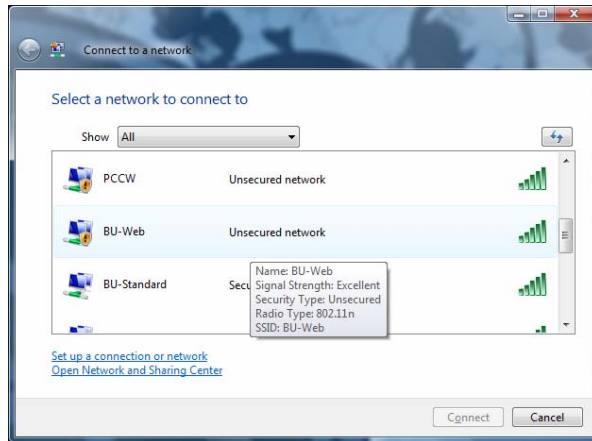 Connect to a network
Select a network to connect to
Show All
PCCW Unsecured network
BU-Web Unsecured network
BU-Standard Secu
Name: BU-Web
Signal Strength: Excellent
Security Type: Unsecured
Radio Type: 802.11n
SSID: BU-Web
Set up a connection or network
Open Network and Sharing Center
Connect Cancel